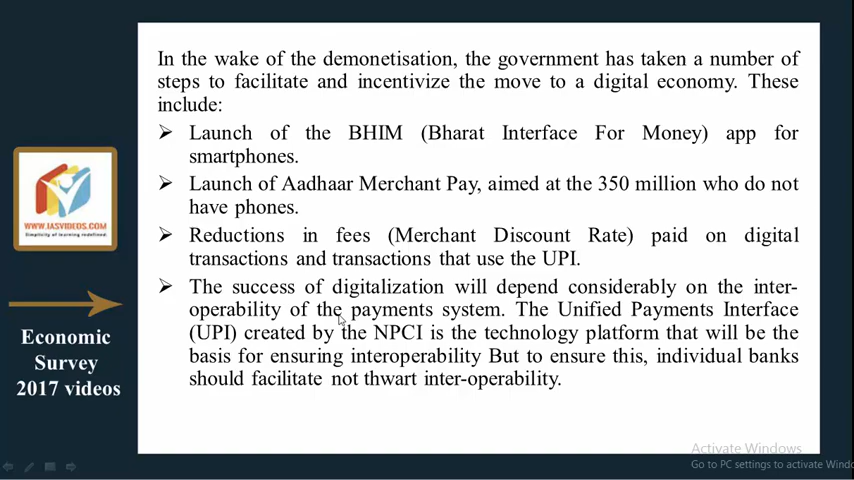 In the wake of the demonetisation, the government has taken a number of
steps to facilitate and incentivize the move to a digital economy. These
include:
➢ Launch of the BHIM (Bharat Interface For Money) app for
smartphones.
➢ Launch of Aadhaar Merchant Pay, aimed at the 350 million who do not
have phones.
➢ Reductions in fees (Merchant Discount Rate) paid on digital
transactions and transactions that use the UPI.
➢ The success of digitalization will depend considerably on the inter-
operability of the payments system. The Unified Payments Interface
(UPI) created by the NPCI is the technology platform that will be the
basis for ensuring interoperability But to ensure this, individual banks
should facilitate not thwart inter-operability.
WWW.IASVIDEOS.COM
Simplicity of learning redefined.
Economic
Survey
2017 videos
Activate Windows
Go to PC settings to activate Windo